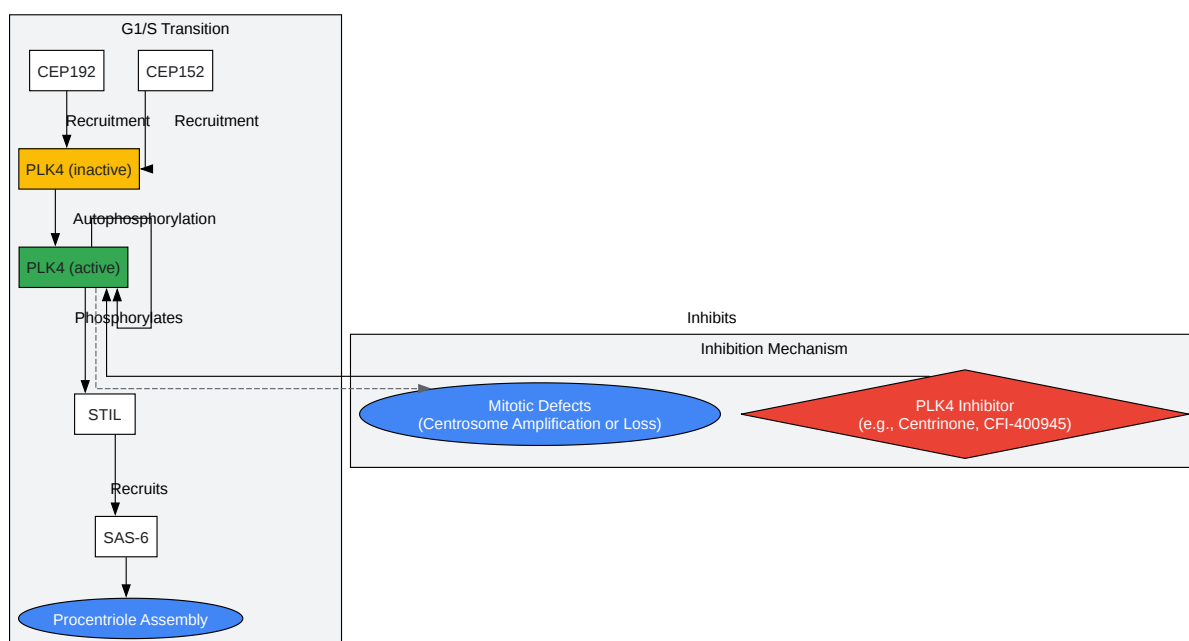 G1/S Transition
CEP192
CEP152
Recruitment
Recruitment
PLK4 (inactive)
Autophosphorylation
PLK4 (active)
Phosphorylates
Inhibits
Inhibition Mechanism
Mitotic Defects
(Centrosome Amplification or Loss)
PLK4 Inhibitor
(e.g., Centrinone, CFI-400945)
STIL
Recruits
SAS-6
Procentriole Assembly